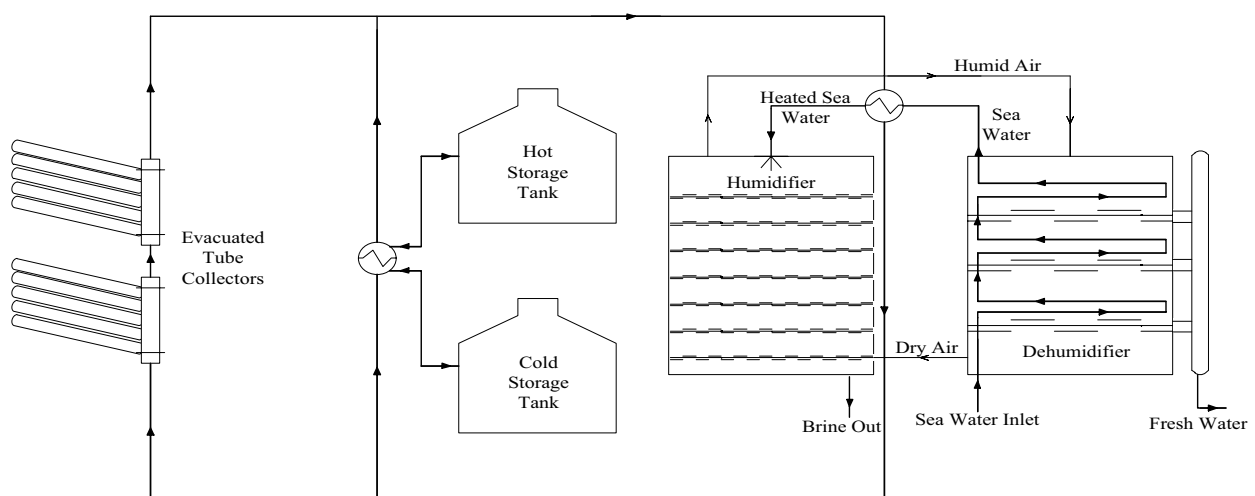 Humid Air
Heated Sea
Water
Sea
Water
Hot
Storage
Tank
Humidifier
Evacuated
Tube
Collectors
Dry Air
Dehumidifier
Cold
Storage
Tank
Brine Out
Sea Water Inlet
Fresh Water